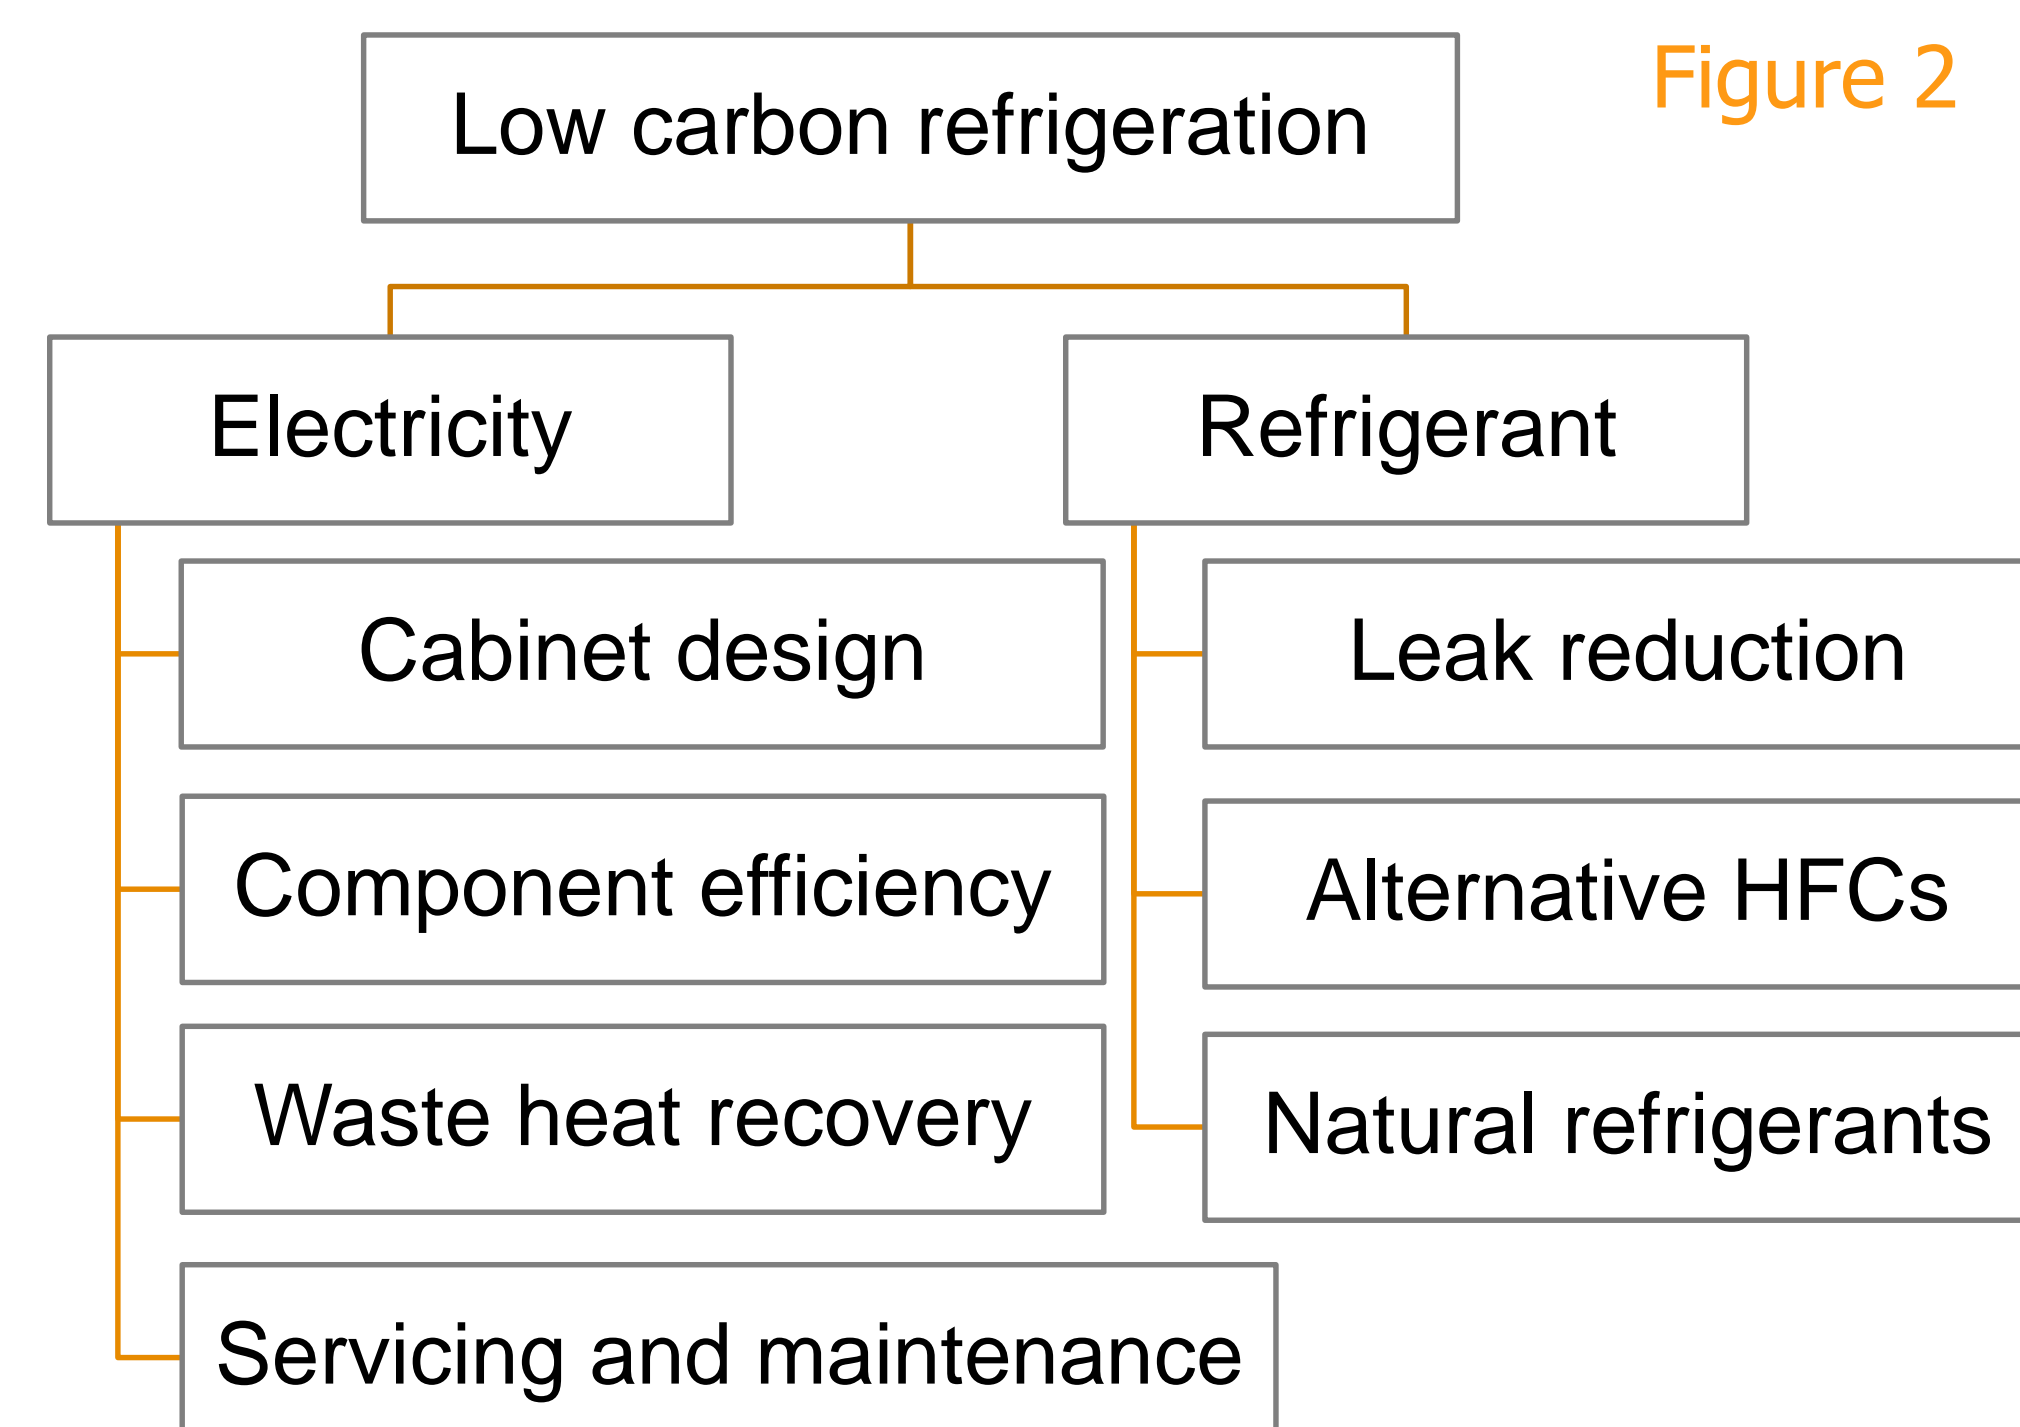 Figure 2
Low carbon refrigeration
Electricity
Refrigerant
Cabinet design
Leak reduction
Component efficiency
Alternative HFCs
Waste heat recovery
Natural refrigerants
Servicing and maintenance